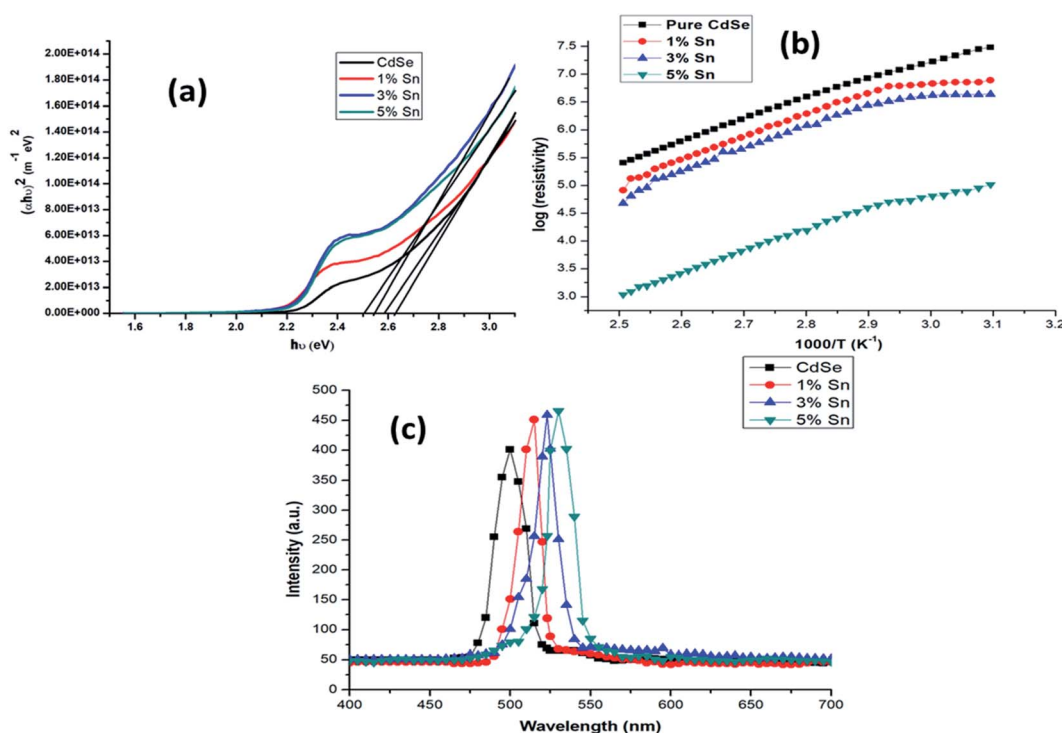 (a)
CdSe
1% Sn
3% Sn
5% Sn
(αhυ)2 (m-1eV)2
2.00E+014
1.80E+014
1.60E+014
1.40E+014
1.20E+014
1.00E+014
8.00E+013
6.00E+013
4.00E+013
2.00E+013
0.00E+000
1.6 1.8 2.0 2.2 2.4 2.6 2.8 3.0
hυ (eV)
Pure CdSe
1% Sn
3% Sn
5% Sn
(b)
log (resistivity)
7.5
7.0
6.5
6.0
5.5
5.0
4.5
4.0
3.5
3.0
2.5 2.6 2.7 2.8 2.9 3.0 3.1 3.2
1000/T (K-1)
CdSe
1% Sn
3% Sn
5% Sn
(c)
Intensity (a.u.)
500
450
400
350
300
250
200
150
100
50
0
400 450 500 550 600 650 700
Wavelength (nm)